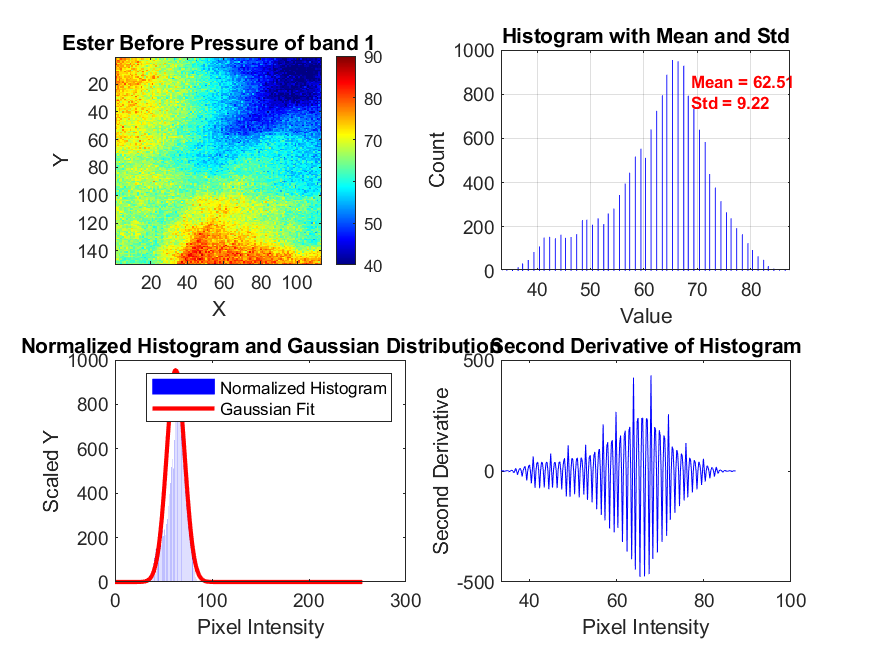 Ester Before Pressure of band 1
20
40
60
80
100
120
140
Y
20 40 60 80 100
X
90
80
70
60
50
40
Histogram with Mean and Std
1000
800
600
400
200
0
Count
Mean = 62.51
Std = 9.22
40 50 60 70 80
Value
Normalized Histogram and Gaussian Distribution
1000
800
600
400
200
0
Scaled Y
Normalized Histogram
Gaussian Fit
0 100 200 300
Pixel Intensity
Second Derivative of Histogram
500
0
-500
Second Derivative
40 60 80 100
Pixel Intensity